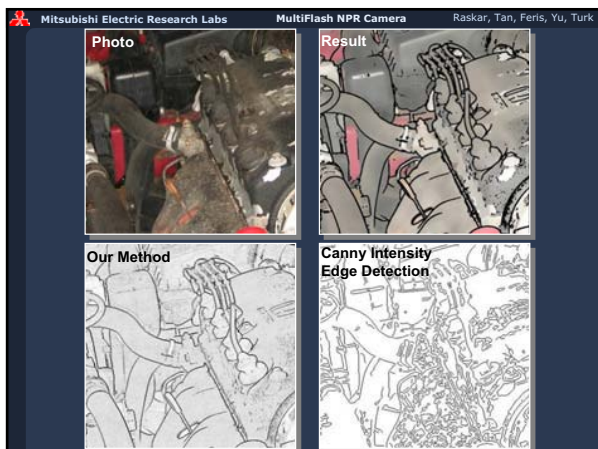 Mitsubishi Electric Research Labs MultiFlash NPR Camera Raskar, Tan, Feris, Yu, Turk
Photo
Result
Our Method
Canny Intensity
Edge Detection